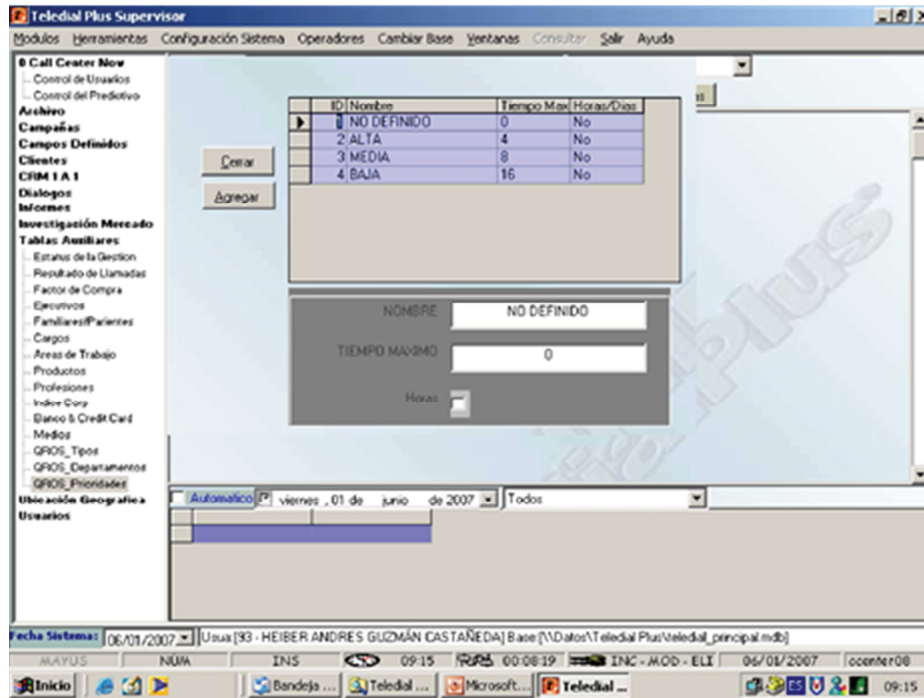 Teledial Plus Supervisor
Modulos Herramientas Configuración Sistema Operadores Cambiar Base Ventanas Consultar Salir Ayuda
0 Call Center Now
Control de Usuarios
Control del Predictivo
Archivo
Campañas
Campos Definidos
Clientes
CRM 1 A 1
Dialogos
Informes
Investigación Mercado
Tablas Auxiliares
Estatus de la Gestion
Resultado de Llamadas
Factor de Compra
Ejecutivos
Familiares/Parientes
Cargos
Areas de Trabajo
Productos
Profesiones
Indice Corp
Banco & Credit Card
Medios
QROS_Tipos
QROS_Departamentos
QROS_Prioridades
Ubicación Geografica
Usuarios
Cerrar
Agregar
ID Nombre Tiempo Max Horas/Dias
1 NO DEFINIDO 0 No
2 ALTA 4 No
3 MEDIA 8 No
4 BAJA 16 No
NOMBRE NO DEFINIDO
TIEMPO MAXIMO 0
Horas
Automatico viernes , 01 de junio de 2007 Todos
Fecha Sistema: 06/01/2007 Usua:[93 - HEIBER ANDRES GUZMÁN CASTAÑEDA] Base:[\\Datos\Teledial Plus\teledial_principal.mdb]
MAYUS NUM INS 09:15 00:08:19 INC - MOD - ELI 06/01/2007 ccenter08
Inicio Bandeja ... Teledial ... Microsoft... Teledial ... ES 09:15